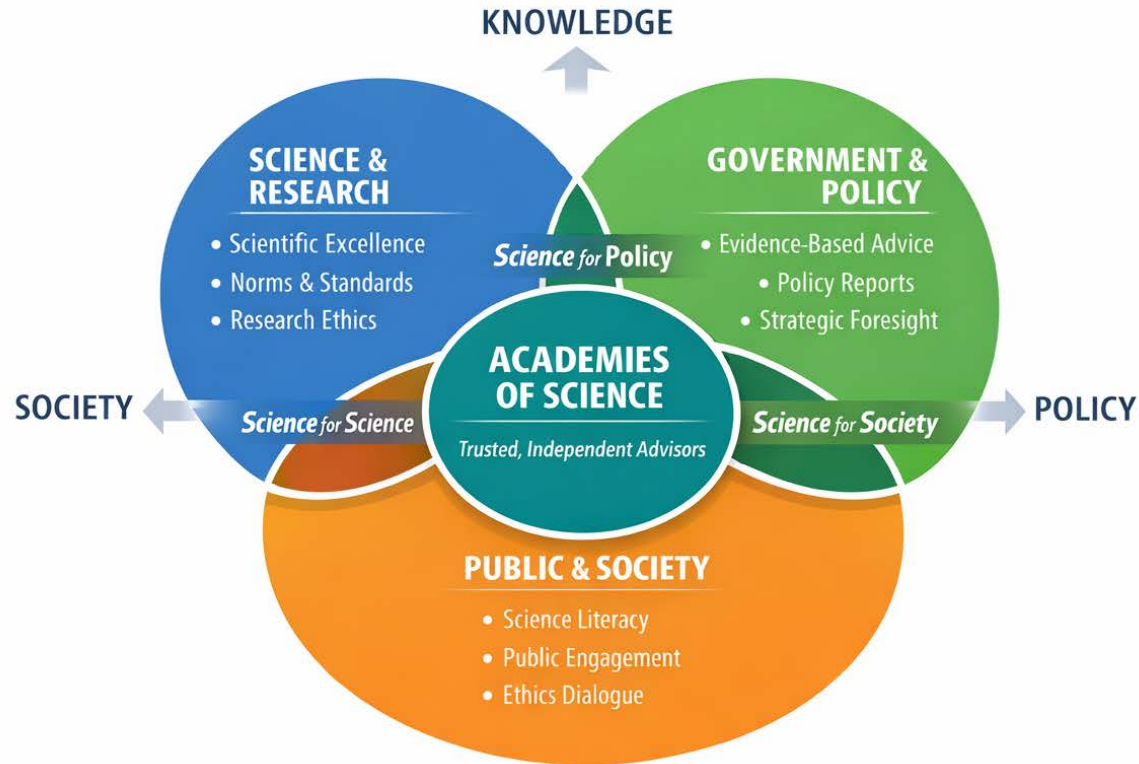 KNOWLEDGE
SCIENCE &
RESEARCH
• Scientific Excellence
• Norms & Standards
• Research Ethics
GOVERNMENT &
POLICY
• Evidence-Based Advice
• Policy Reports
• Strategic Foresight
Science for Policy
ACADEMIES
OF SCIENCE
Trusted, Independent Advisors
SOCIETY
Science for Science
Science for Society
POLICY
PUBLIC & SOCIETY
• Science Literacy
• Public Engagement
• Ethics Dialogue